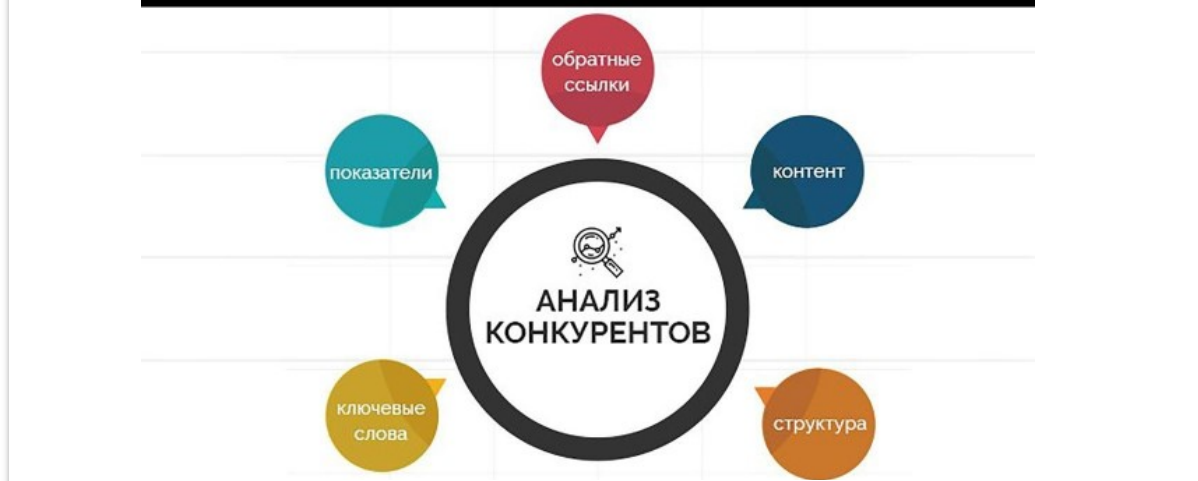 обратные
ссылки
показатели
контент
АНАЛИЗ
КОНКУРЕНТОВ
ключевые
слова
структура